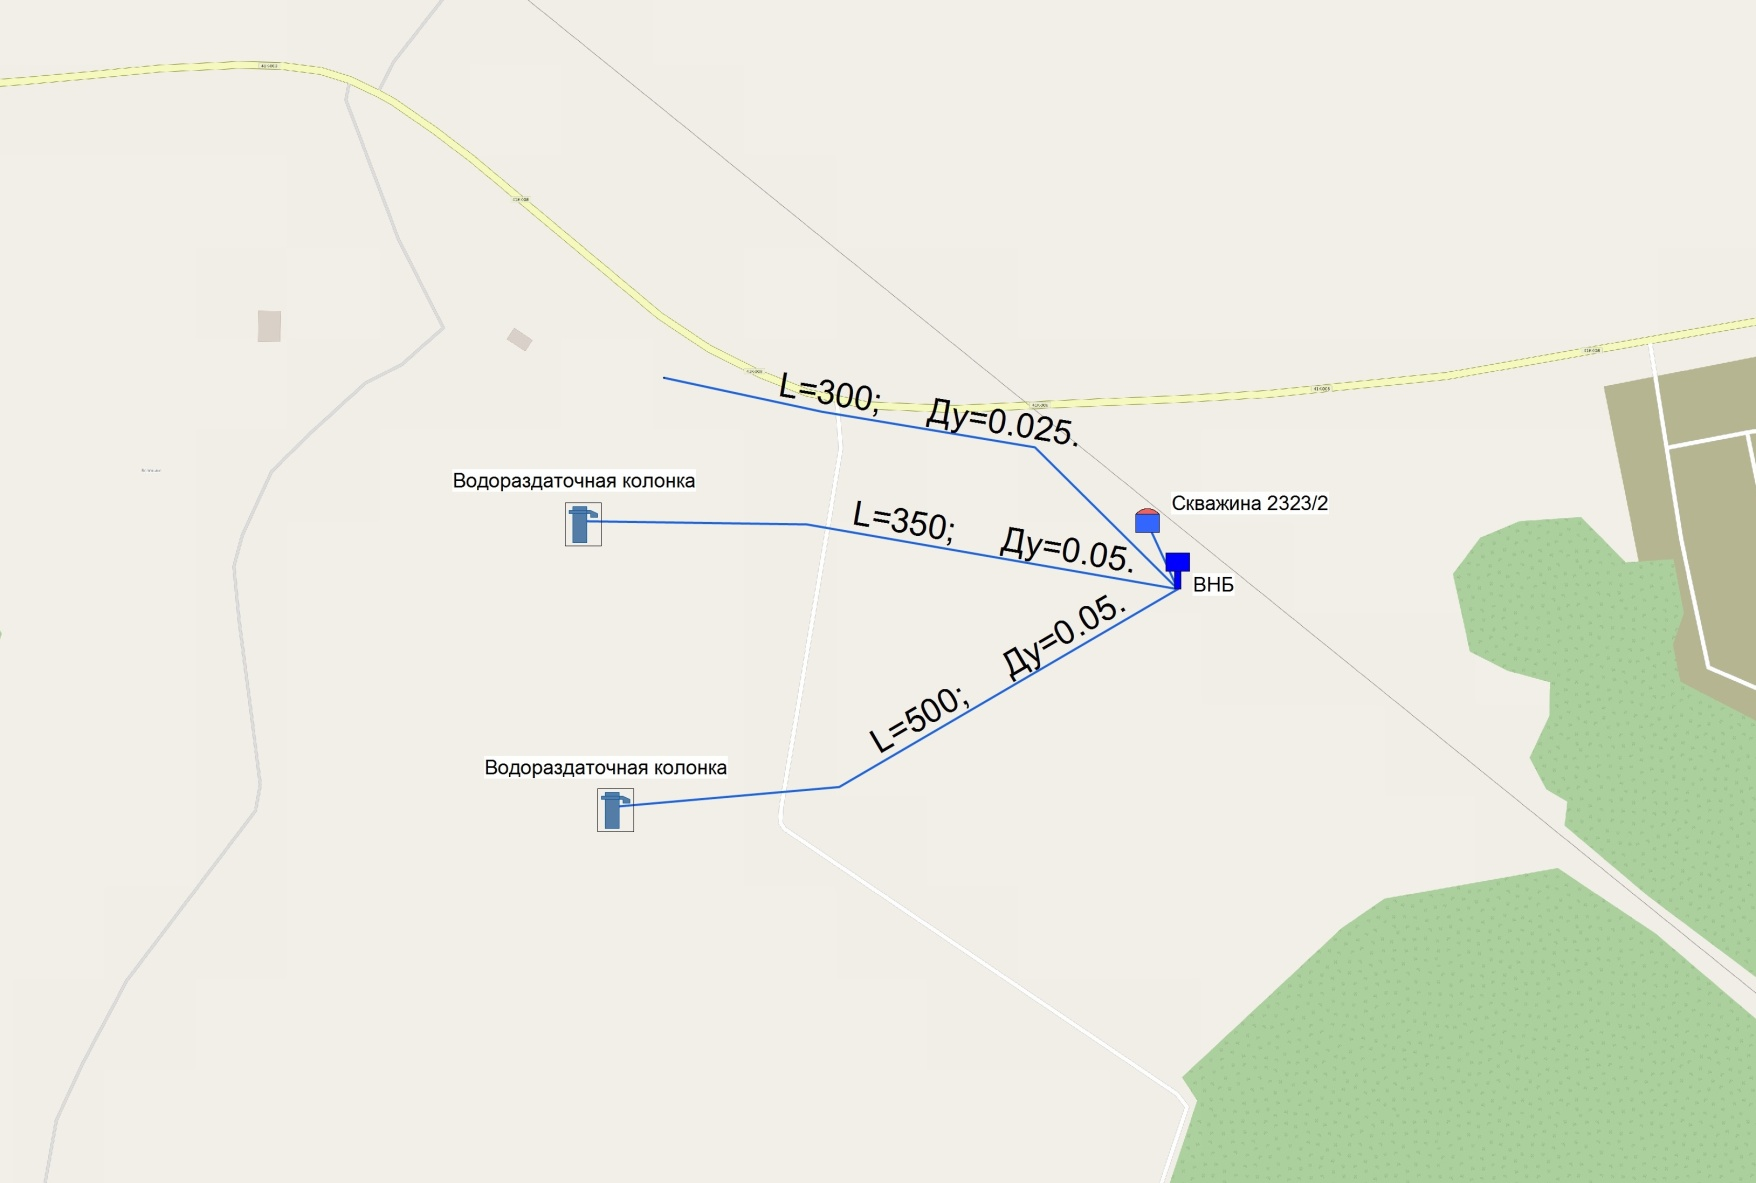 L=300;
Ду=0.025.
Водораздаточная колонка
Скважина 2323/2
L=350;
Ду=0.05.
ВНБ
Ду=0.05.
L=500;
Водораздаточная колонка